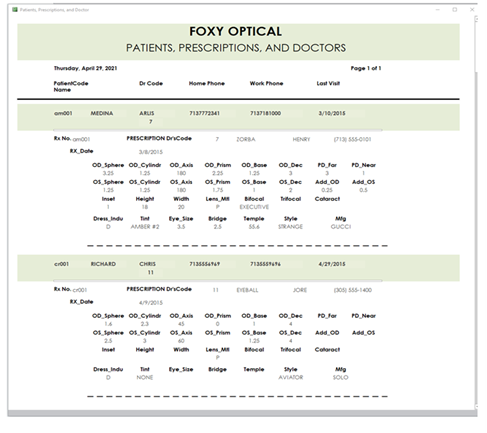 Patients, Prescriptions, and Doctor
FOXY OPTICAL
PATIENTS, PRESCRIPTIONS, AND DOCTORS
Thursday, April 29, 2021 Page 1 of 1
PatientCode Dr Code Home Phone Work Phone Last Visit
Name
am001 MEDINA ARLIS 7137772341 7137181000 3/10/2015
7
Rx No. am001 PRESCRIPTION DrsCode 7 ZORBA HENRY (713) 555-0101
RX_Date 3/8/2015
OD_Sphere OD_Cylindr OD_Axis OD_Prism OD_Base OD_Dec PD_Far PD_Near
3.25 1.25 180 2.25 1.25 3 3 1
OS_Sphere OS_Cylindr OS_Axis OS_Prism OS_Base OS_Dec Add_OD Add_OS
1.25 1.25 180 1.75 1 2 0.25 0.5
Inset Height Width Lens_Mtl Bifocal Trifocal Cataract
1 18 20 P EXECUTIVE
Dress_Indu Tint Eye_Size Bridge Temple Style Mfg
D AMBER #2 3.5 2.5 55.6 STRANGE GUCCI
cr001 RICHARD CHRIS 7135556969 7135559696 4/29/2015
11
Rx No. cr001 PRESCRIPTION DrsCode 11 EYEBALL JORE (305) 555-1400
RX_Date 4/9/2015
OD_Sphere OD_Cylindr OD_Axis OD_Prism OD_Base OD_Dec PD_Far PD_Near
1.6 2.3 45 0 1 4
OS_Sphere OS_Cylindr OS_Axis OS_Prism OS_Base OS_Dec Add_OD Add_OS
2.5 3 60 1.25 4
Inset Height Width Lens_Mtl Bifocal Trifocal Cataract
P
Dress_Indu Tint Eye_Size Bridge Temple Style Mfg
D NONE AVIATOR SOLO